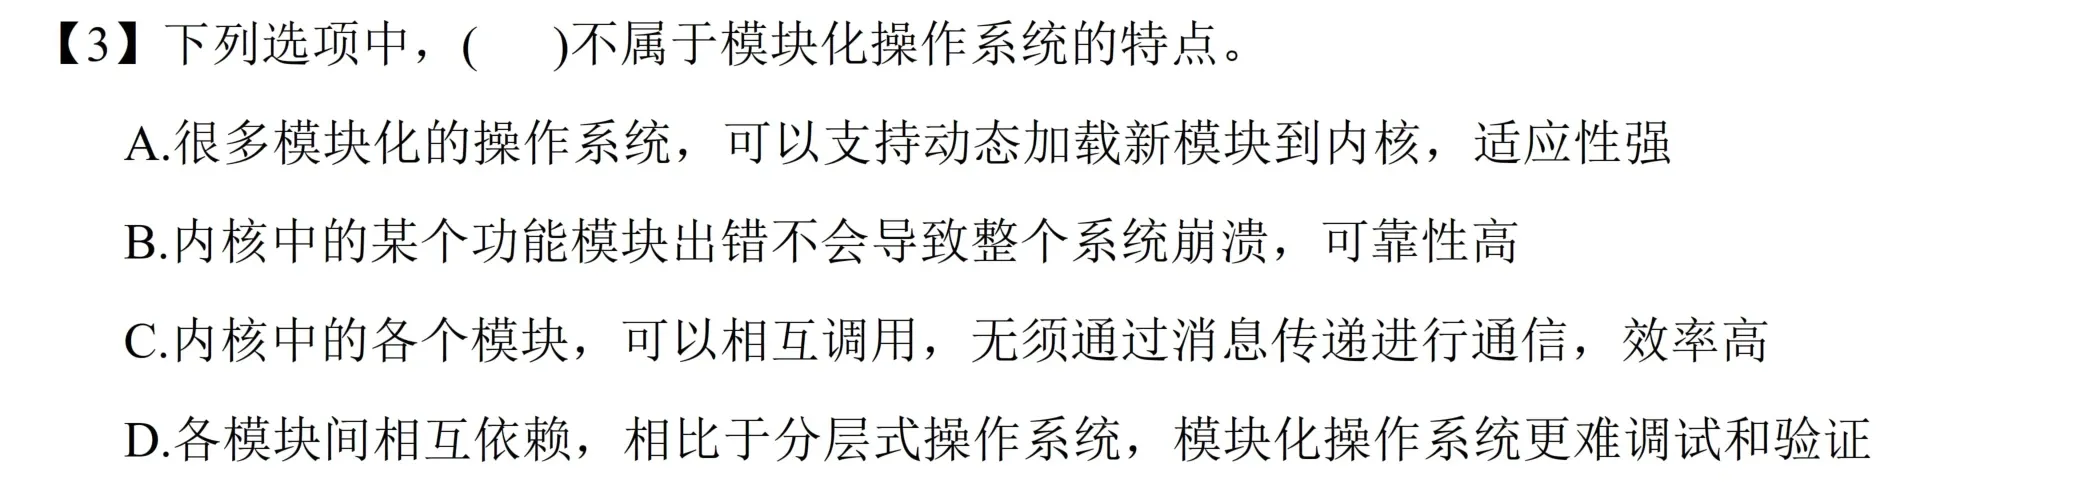 【3】下列选项中，(　)不属于模块化操作系统的特点。
A.很多模块化的操作系统，可以支持动态加载新模块到内核，适应性强
B.内核中的某个功能模块出错不会导致整个系统崩溃，可靠性高
C.内核中的各个模块，可以相互调用，无须通过消息传递进行通信，效率高
D.各模块间相互依赖，相比于分层式操作系统，模块化操作系统更难调试和验证